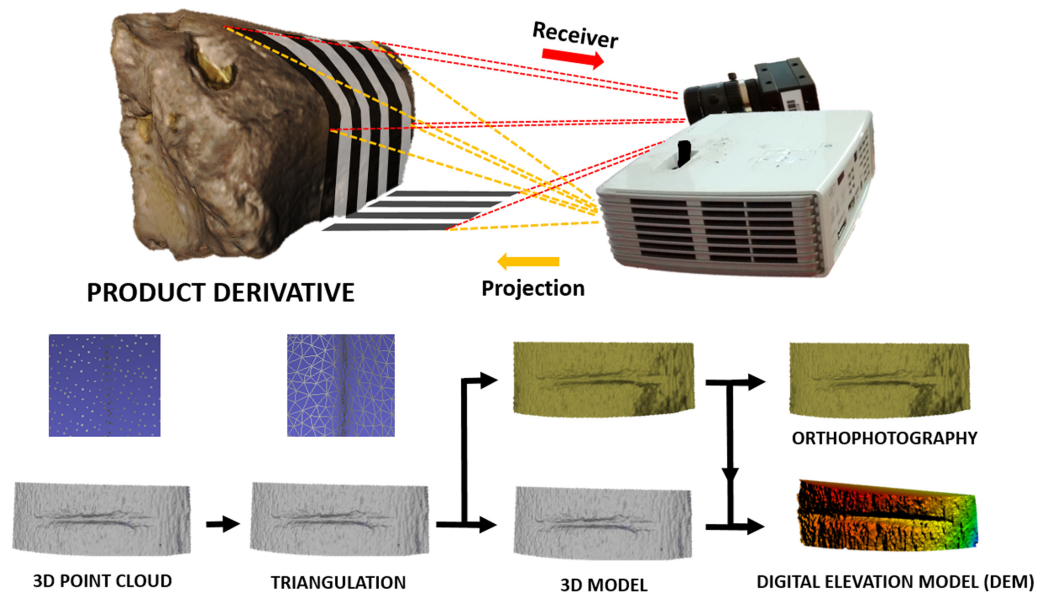 Receiver
Projection
PRODUCT DERIVATIVE
ORTHOPHOTOGRAPHY
3D POINT CLOUD
TRIANGULATION
3D MODEL
DIGITAL ELEVATION MODEL (DEM)